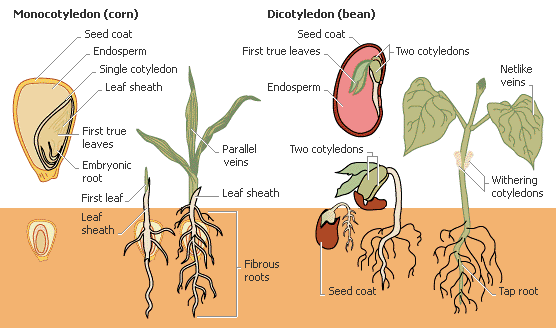 Monocotyledon (corn)
Seed coat
Endosperm
Single cotyledon
Leaf sheath
First true
leaves
Embryonic
root
Parallel
veins
First leaf
Leaf sheath
Leaf
sheath
Fibrous
roots
Dicotyledon (bean)
Seed coat
First true leaves
Two cotyledons
Endosperm
Netlike
veins
Two cotyledons
Withering
cotyledons
Seed coat
Tap root